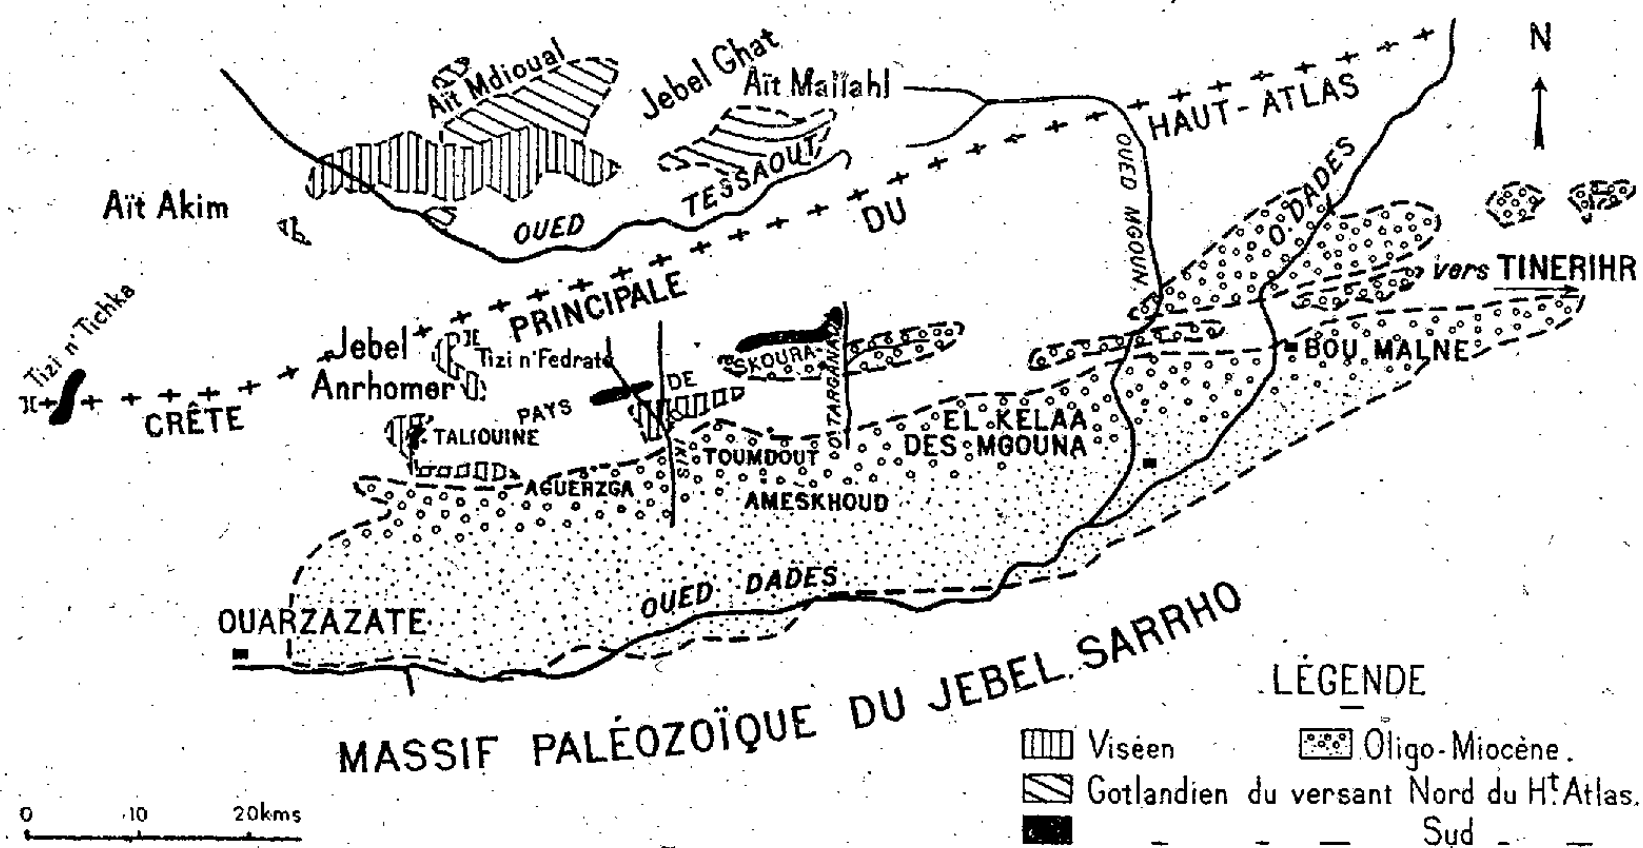 Aït Mdioual
Jebel Ghat
Aït Mallahl
N
HAUT-ATLAS
OUED MGOUN
O. DADES
Aït Akim
OUED TESSAOUT
DU
vers TINERIHR
Tizi n' Tichka
PRINCIPALE
Jebel
Anrhomer
Tizi n'Fedrate
SKOURA
O TARGANADA
BOU MALNE
CRÊTE
PAYS DE
TALIOUINE
IKIS
TOUMDOUT
EL KELAA
DES MGOUNA
AGUERZGA
AMESKHOUD
OUED DADES
OUARZAZATE
MASSIF PALÉOZOÏQUE DU JEBEL SARRHO
LÉGENDE
Viséen
Oligo-Miocène.
Gotlandien du versant Nord du Ht Atlas.
Sud
0 10 20kms